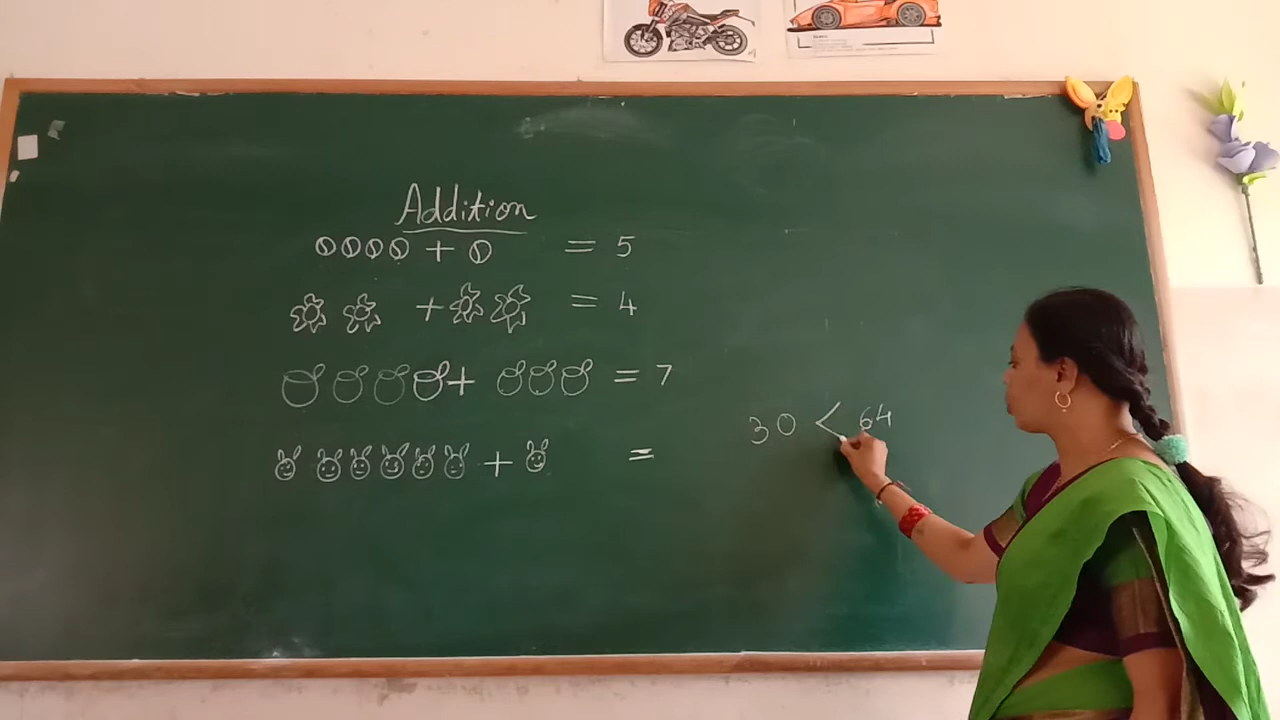 Addition
+ = 5
+ = 4
+ = 7
+ =
30 < 64